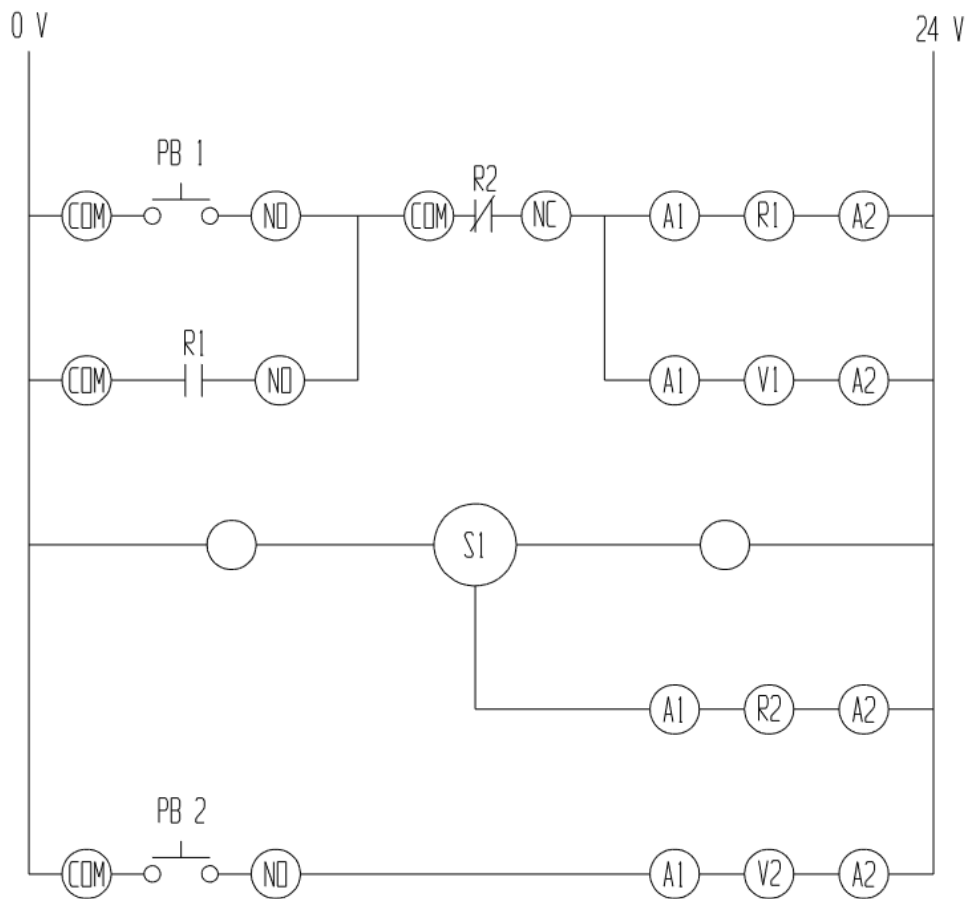 0 V 24 V
PB 1
R2
COM NO COM NC A1 R1 A2
R1
COM NO A1 V1 A2
S1
A1 R2 A2
PB 2
COM NO A1 V2 A2